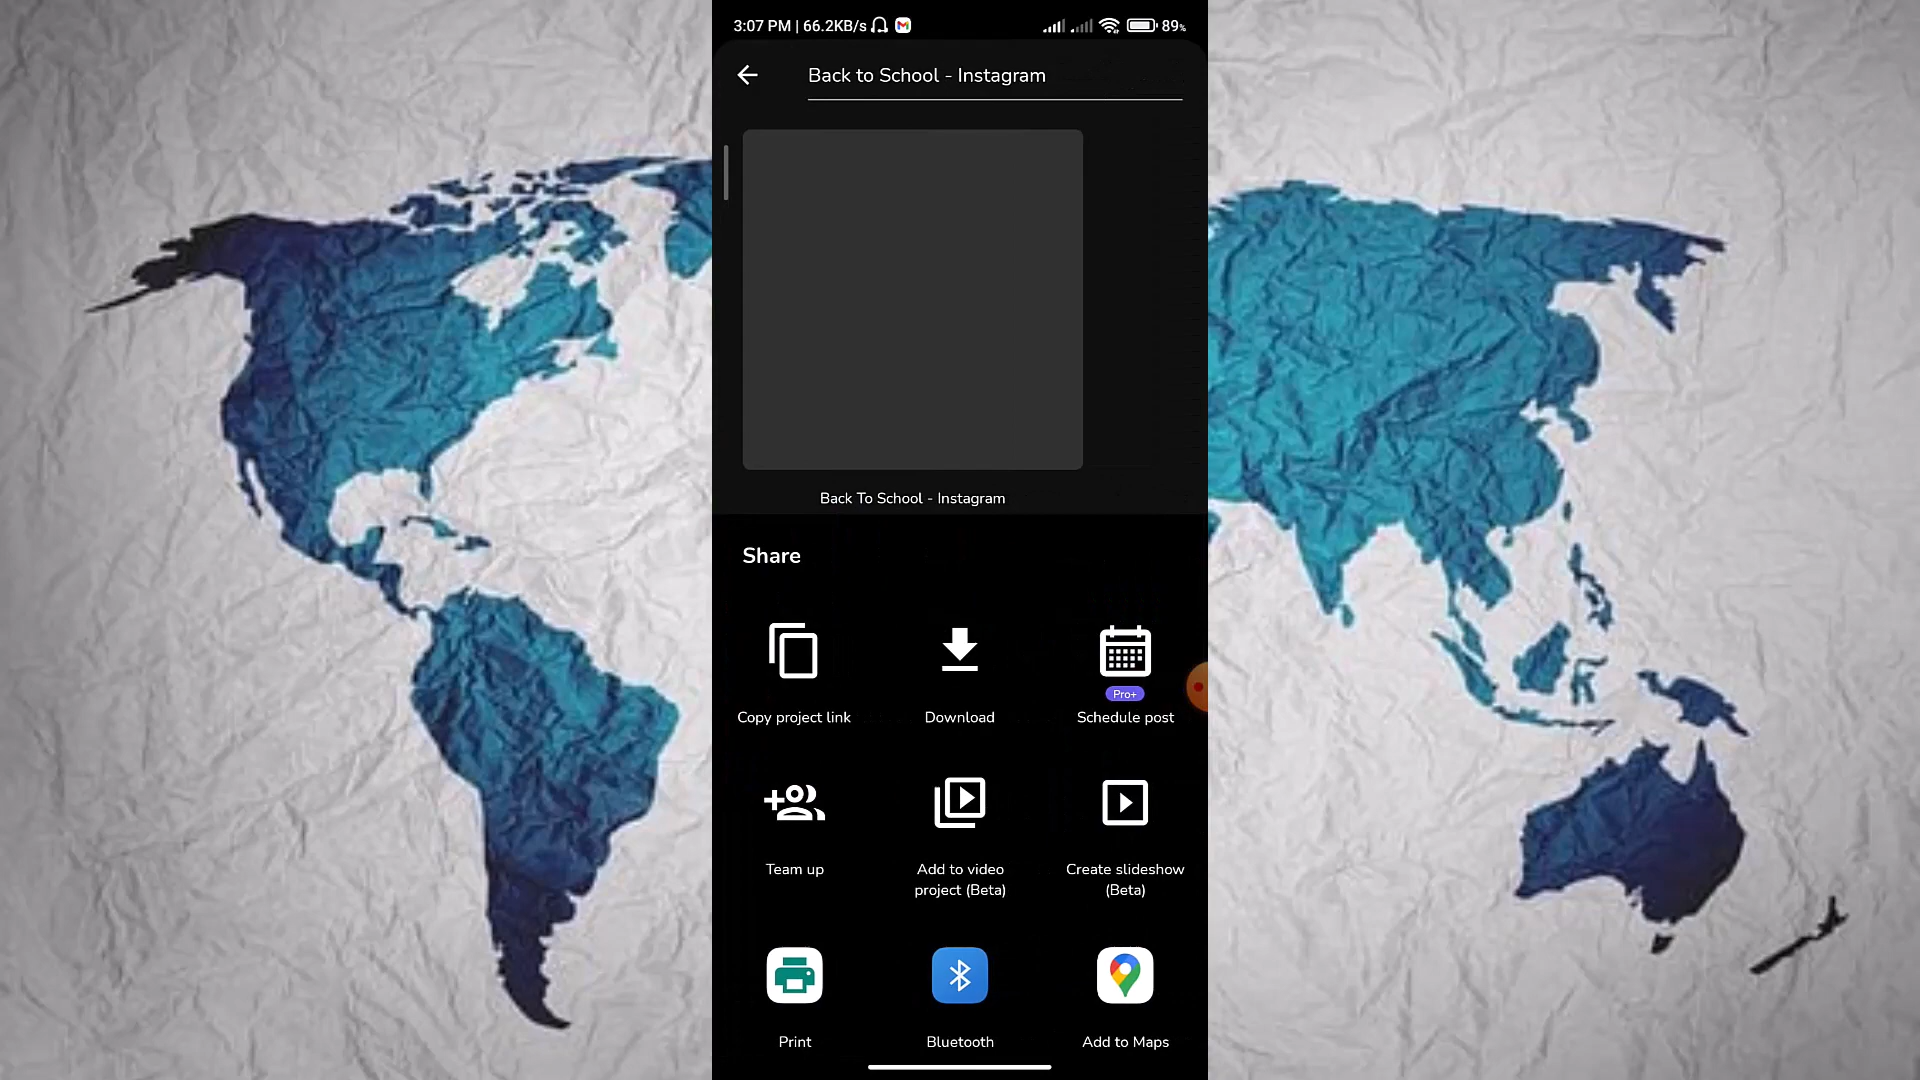 3:07 PM | 66.2KB/s 89%
Back to School - Instagram
Back To School - Instagram
Share
Pro+
Copy project link Download Schedule post
Team up Add to video project (Beta) Create slideshow (Beta)
Print Bluetooth Add to Maps